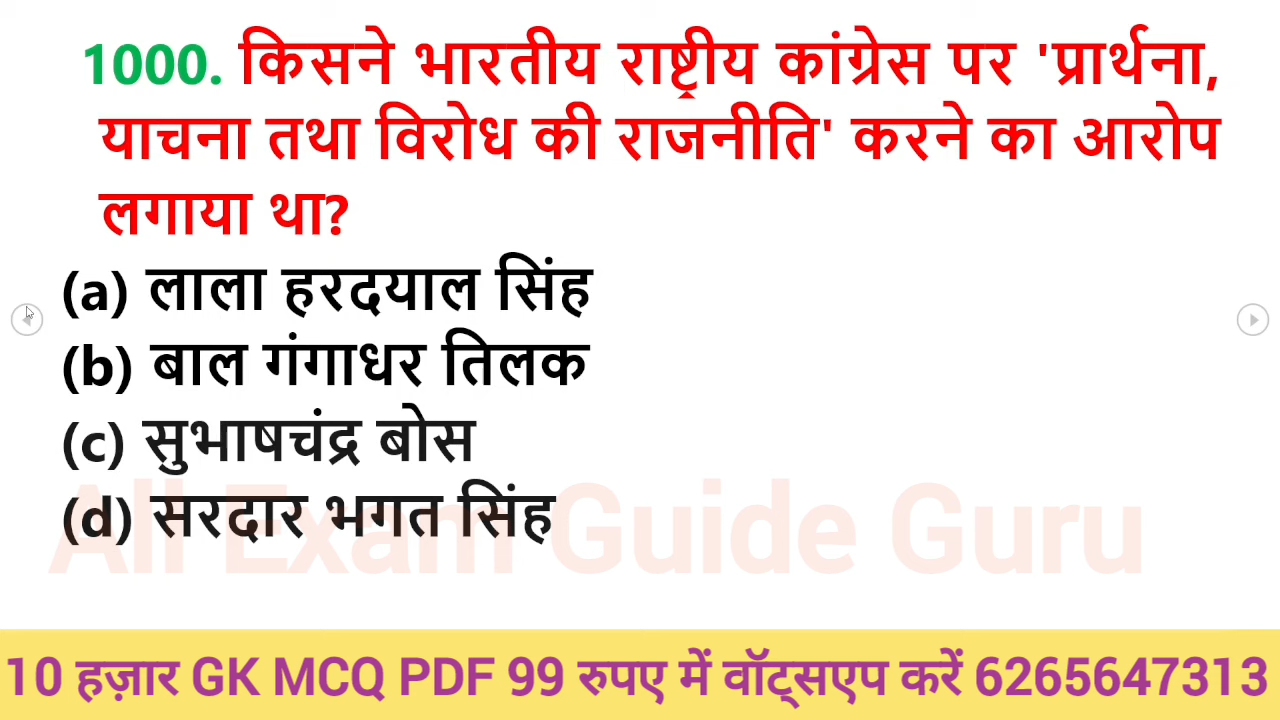 1000. किसने भारतीय राष्ट्रीय कांग्रेस पर 'प्रार्थना,
याचना तथा विरोध की राजनीति' करने का आरोप
लगाया था?
(a) लाला हरदयाल सिंह
(b) बाल गंगाधर तिलक
(c) सुभाषचंद्र बोस
(d) सरदार भगत सिंह
All Exam Guide Guru
10 हज़ार GK MCQ PDF 99 रुपए में वॉट्सएप करें 6265647313